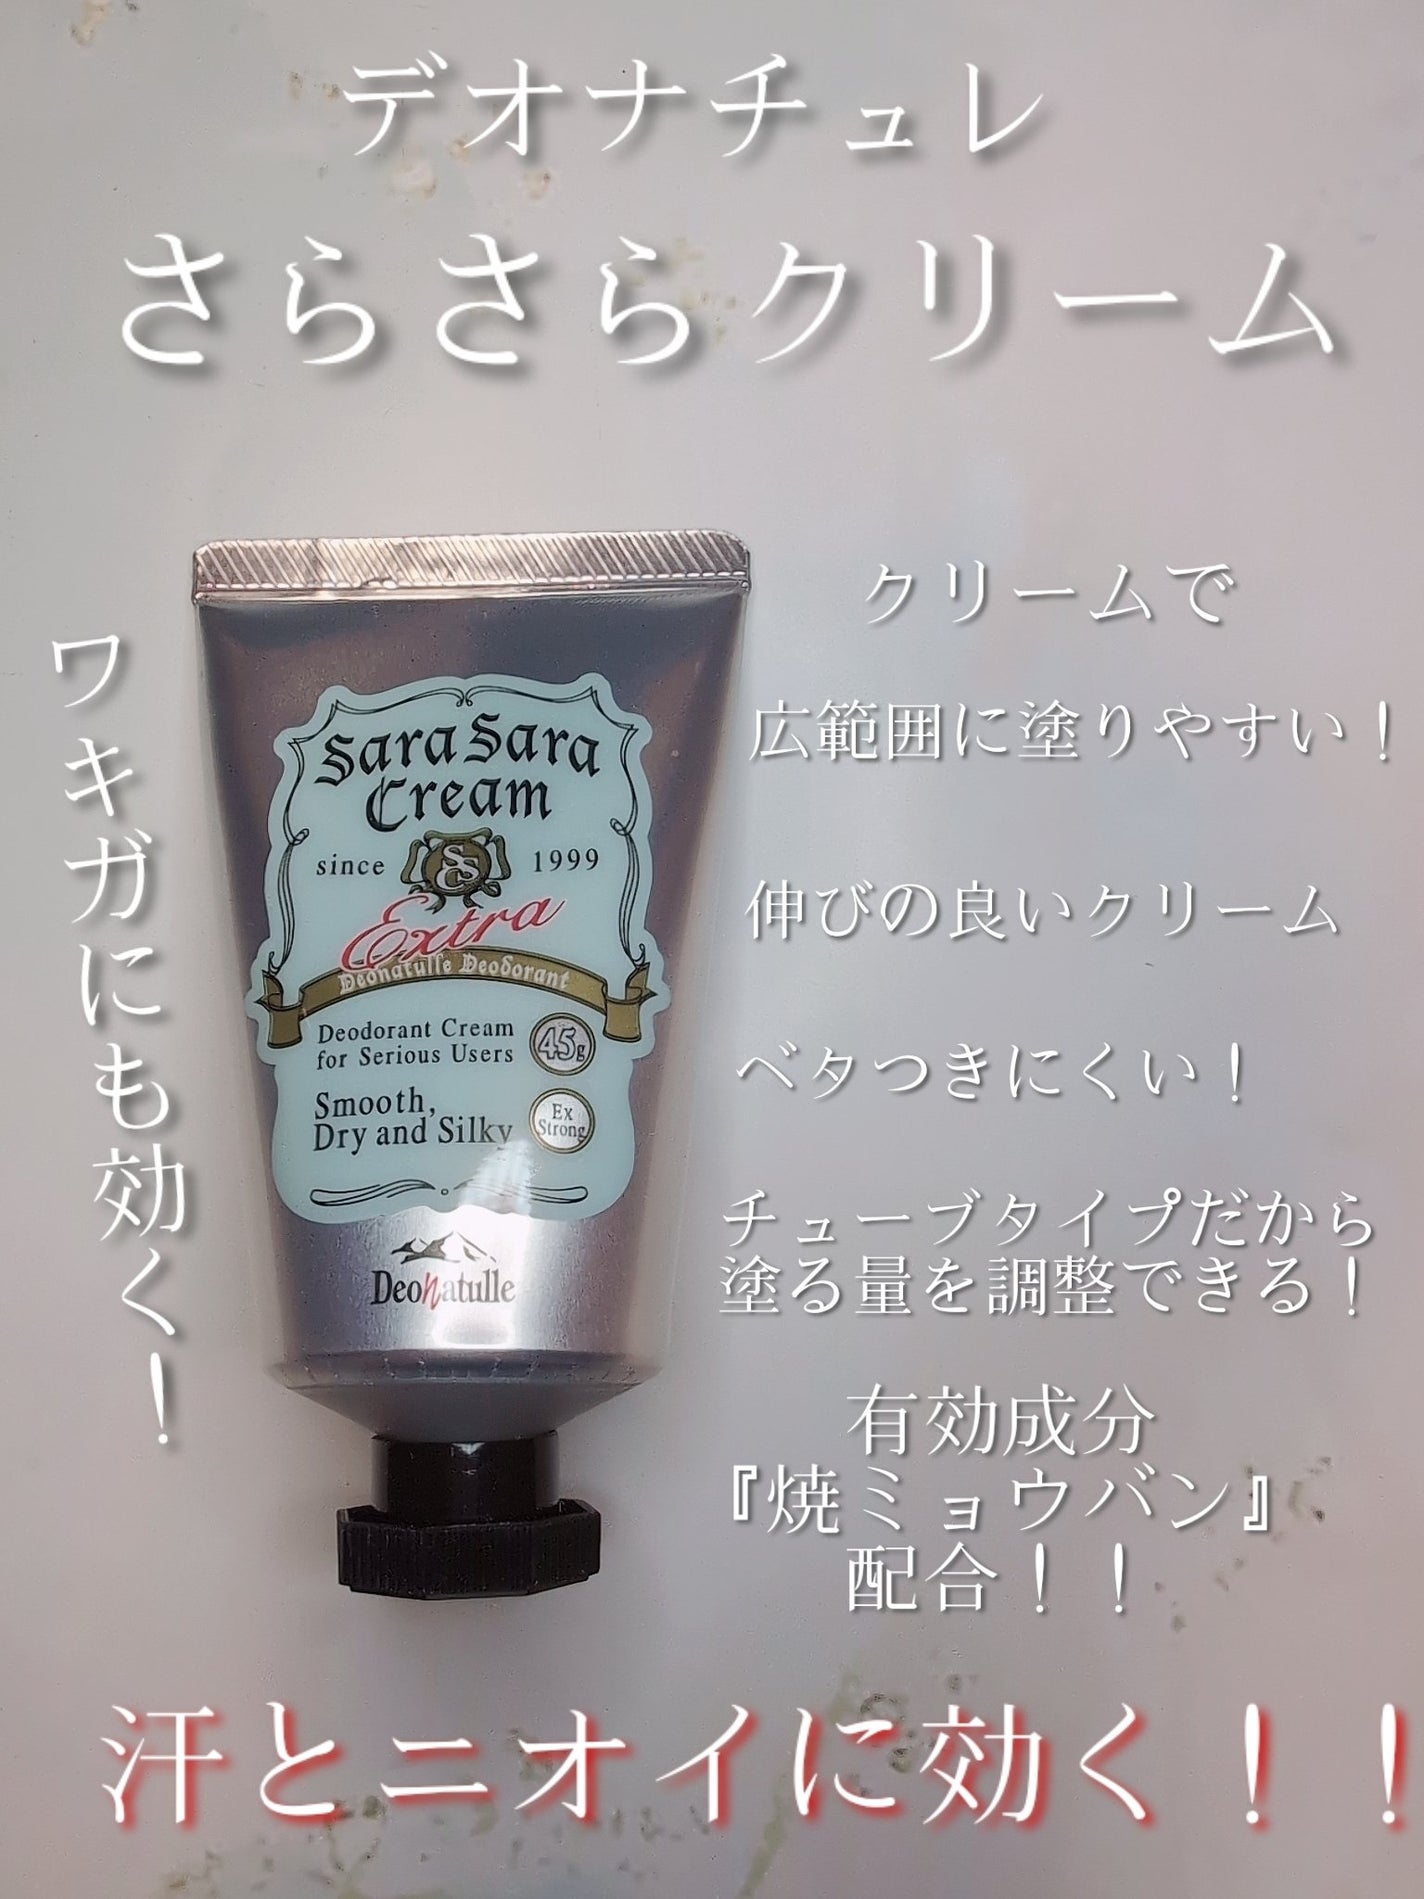 デオナチュレ
さらさらクリーム
ワキガにも効く！
Sara Sara
Cream
since SSC 1999
Extra
Deonatulle Deodorant
Deodorant Cream
for Serious Users
45g
Smooth,
Dry and Silky
Ex
Strong
Deonatulle
クリームで
広範囲に塗りやすい！
伸びの良いクリーム
ベタつきにくい！
チューブタイプだから
塗る量を調整できる！
有効成分
『焼ミョウバン』
配合！！
汗とニオイに効く！！